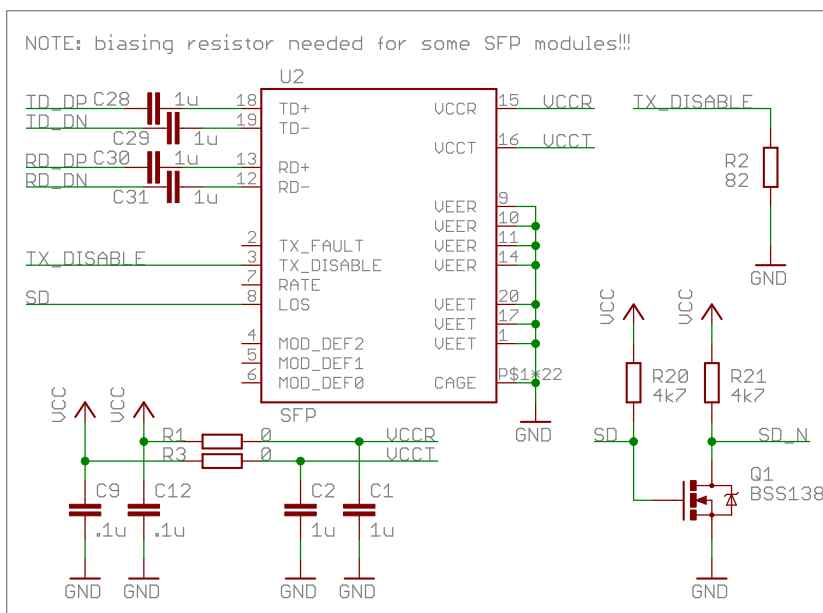 NOTE: biasing resistor needed for some SFP modules!!!
U2
TD_DP C28 1u 18 TD+ VCCR 15 VCCR TX_DISABLE
TD_DN C29 1u 19 TD- VCCT 16 VCCT
RD_DP C30 1u 13 RD+ R2
RD_DN C31 1u 12 RD- 82
VEER 9
VEER 10
2 TX_FAULT VEER 11
TX_DISABLE 3 TX_DISABLE VEER 14 GND
7 RATE
SD 8 LOS VEET 20 VCC VCC
VEET 17
4 MOD_DEF2 VEET 1
5 MOD_DEF1
6 MOD_DEF0 CAGE P$1*22 R20 R21
4k7 4k7
VCC VCC SFP GND
R1 0 VCCR SD SD_N
R3 0 VCCT
C9 C12 C2 C1 Q1
BSS138
.1u .1u 1u 1u
GND GND GND GND GND